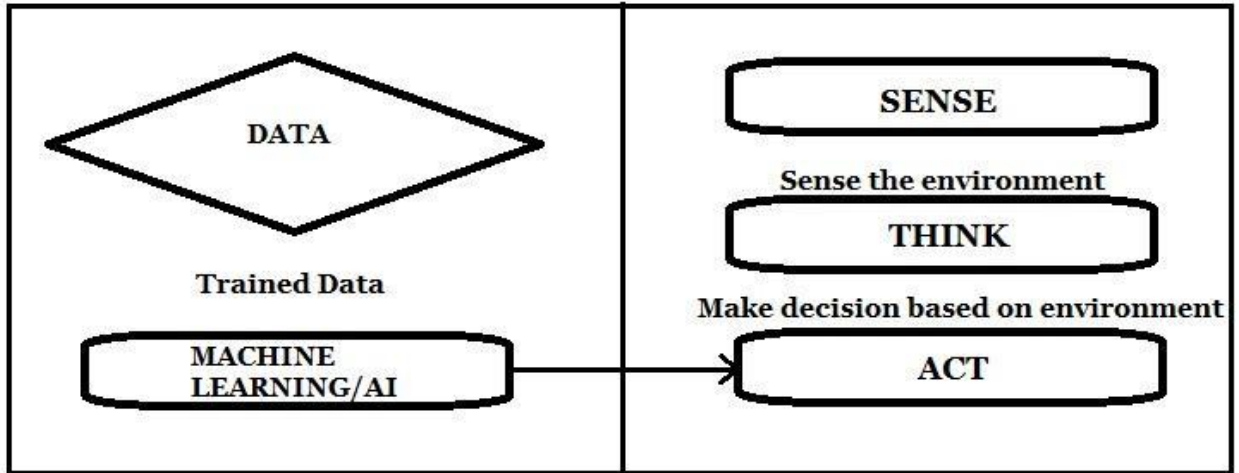 DATA
Trained Data
MACHINE
LEARNING/AI
SENSE
Sense the environment
THINK
Make decision based on environment
ACT